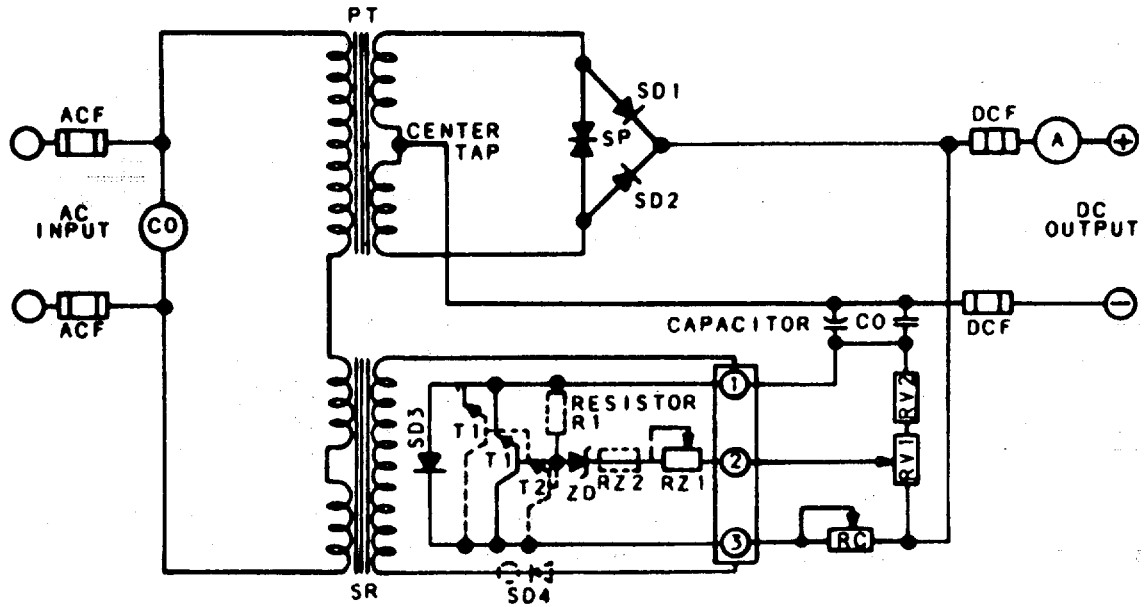 PT
ACF
AC
INPUT
CO
ACF
CENTER
TAP
SD1
SP
SD2
DCF
A
+
DC
OUTPUT
−
DCF
CAPACITOR
CO
SD3
T1
T1
T2
RESISTOR
R1
ZD
RZ2
RZ1
1
2
3
RV2
RV1
RC
SD4
SR